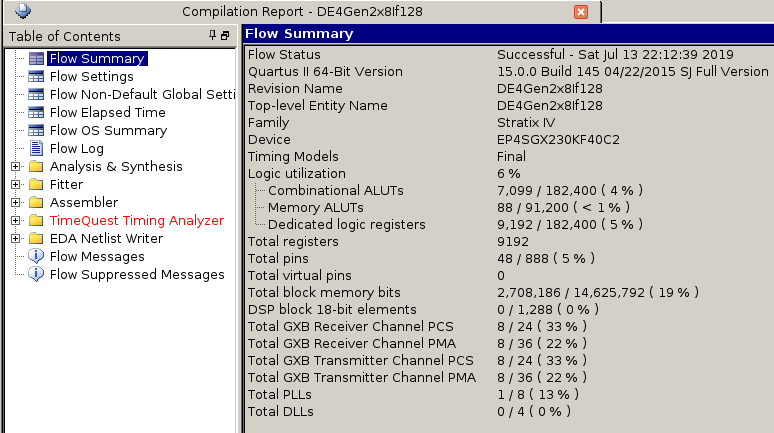 Compilation Report - DE4Gen2x8If128
Table of Contents
Flow Summary
Flow Settings
Flow Non-Default Global Setti
Flow Elapsed Time
Flow OS Summary
Flow Log
Analysis & Synthesis
Fitter
Assembler
TimeQuest Timing Analyzer
EDA Netlist Writer
Flow Messages
Flow Suppressed Messages
Flow Summary
Flow Status Successful - Sat Jul 13 22:12:39 2019
Quartus II 64-Bit Version 15.0.0 Build 145 04/22/2015 SJ Full Version
Revision Name DE4Gen2x8If128
Top-level Entity Name DE4Gen2x8If128
Family Stratix IV
Device EP4SGX230KF40C2
Timing Models Final
Logic utilization 6 %
Combinational ALUTs 7,099 / 182,400 ( 4 % )
Memory ALUTs 88 / 91,200 ( < 1 % )
Dedicated logic registers 9,192 / 182,400 ( 5 % )
Total registers 9192
Total pins 48 / 888 ( 5 % )
Total virtual pins 0
Total block memory bits 2,708,186 / 14,625,792 ( 19 % )
DSP block 18-bit elements 0 / 1,288 ( 0 % )
Total GXB Receiver Channel PCS 8 / 24 ( 33 % )
Total GXB Receiver Channel PMA 8 / 36 ( 22 % )
Total GXB Transmitter Channel PCS 8 / 24 ( 33 % )
Total GXB Transmitter Channel PMA 8 / 36 ( 22 % )
Total PLLs 1 / 8 ( 13 % )
Total DLLs 0 / 4 ( 0 % )